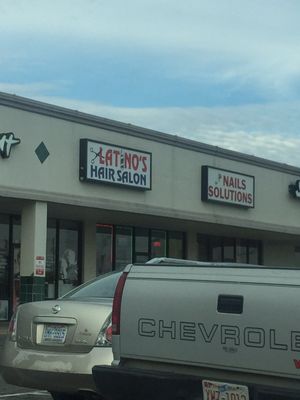 LATINO'S
HAIR SALON
NAILS
SOLUTIONS
CHEVROLE